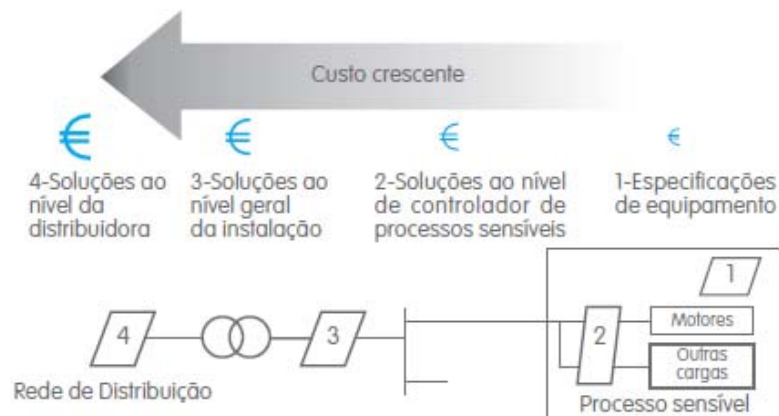 Custo crescente
€ € € €
4-Soluções ao nível da distribuidora
3-Soluções ao nível geral da instalação
2-Soluções ao nível de controlador de processos sensíveis
1-Especificações de equipamento
1
4
3
2
Motores
Outras cargas
Rede de Distribuição
Processo sensível